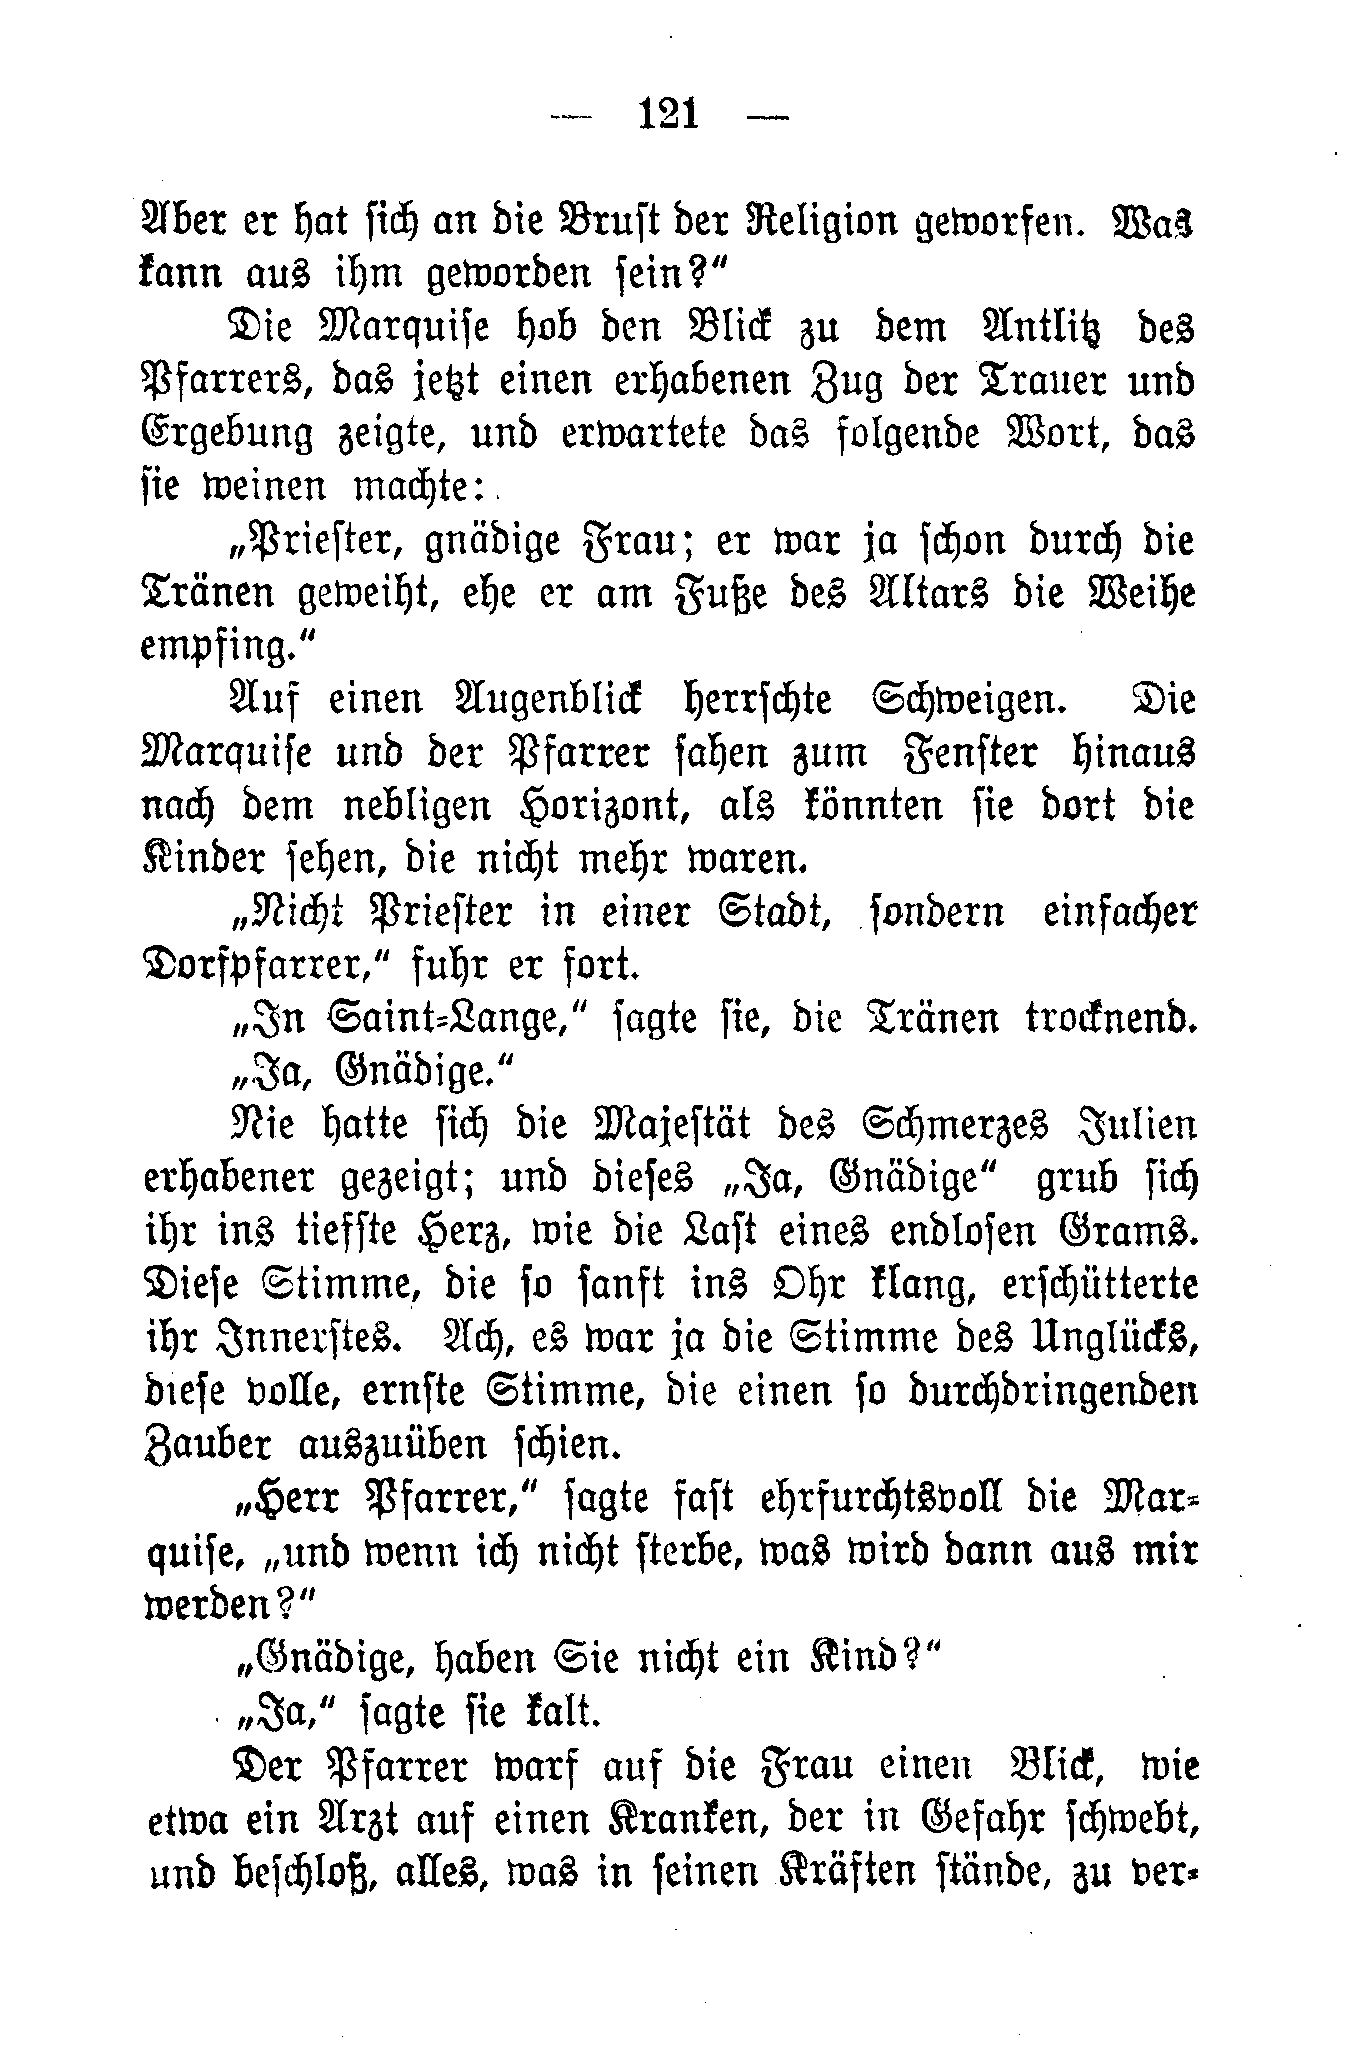 — 121 —
Aber er hat sich an die Brust der Religion geworfen. Was
kann aus ihm geworden sein?“
Die Marquise hob den Blick zu dem Antlitz des
Pfarrers, das jetzt einen erhabenen Zug der Trauer und
Ergebung zeigte, und erwartete das folgende Wort, das
sie weinen machte:
„Priester, gnädige Frau; er war ja schon durch die
Tränen geweiht, ehe er am Fuße des Altars die Weihe
empfing.“
Auf einen Augenblick herrschte Schweigen. Die
Marquise und der Pfarrer sahen zum Fenster hinaus
nach dem nebligen Horizont, als könnten sie dort die
Kinder sehen, die nicht mehr waren.
„Nicht Priester in einer Stadt, sondern einfacher
Dorfpfarrer,“ fuhr er fort.
„In Saint-Lange,“ sagte sie, die Tränen trocknend.
„Ja, Gnädige.“
Nie hatte sich die Majestät des Schmerzes Julien
erhabener gezeigt; und dieses „Ja, Gnädige“ grub sich
ihr ins tiefste Herz, wie die Last eines endlosen Grams.
Diese Stimme, die so sanft ins Ohr klang, erschütterte
ihr Innerstes. Ach, es war ja die Stimme des Unglücks,
diese volle, ernste Stimme, die einen so durchdringenden
Zauber auszuüben schien.
„Herr Pfarrer,“ sagte fast ehrfurchtsvoll die Mar-
quise, „und wenn ich nicht sterbe, was wird dann aus mir
werden?“
„Gnädige, haben Sie nicht ein Kind?“
„Ja,“ sagte sie kalt.
Der Pfarrer warf auf die Frau einen Blick, wie
etwa ein Arzt auf einen Kranken, der in Gefahr schwebt,
und beschloß, alles, was in seinen Kräften stände, zu ver-